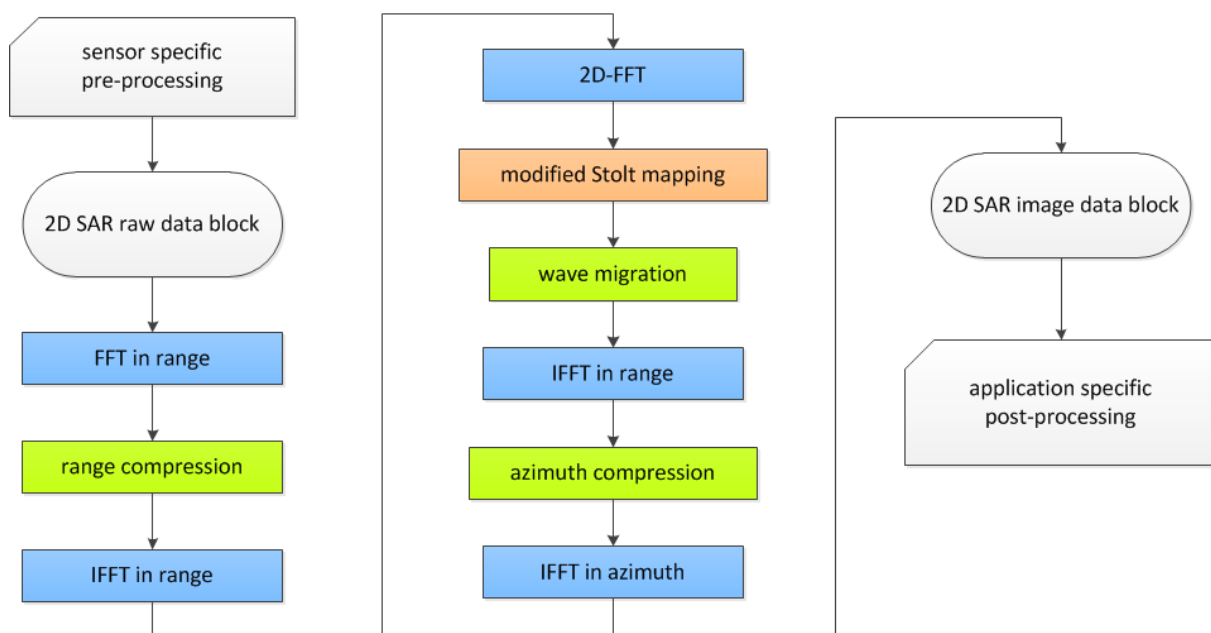 sensor specific
pre-processing
2D SAR raw data block
FFT in range
range compression
IFFT in range
2D-FFT
modified Stolt mapping
wave migration
IFFT in range
azimuth compression
IFFT in azimuth
2D SAR image data block
application specific
post-processing